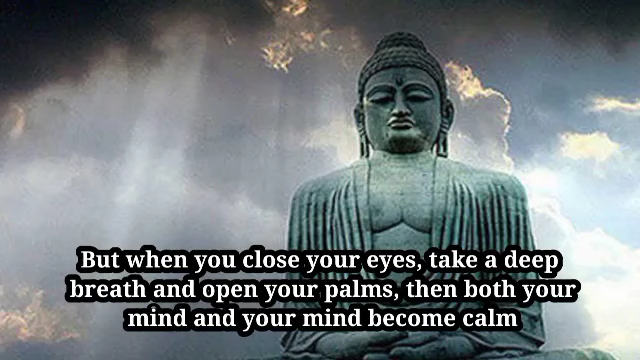 But when you close your eyes, take a deep
breath and open your palms, then both your
mind and your mind become calm